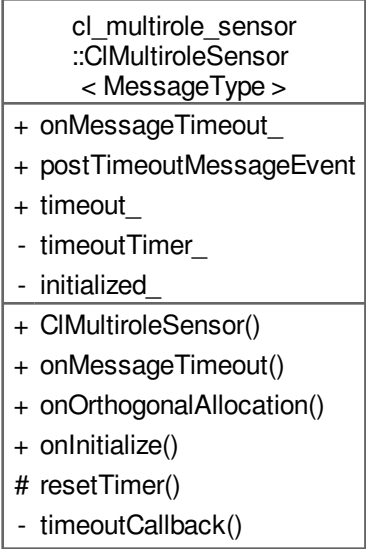 cl_multirole_sensor
::ClMultiroleSensor
< MessageType >
+ onMessageTimeout_
+ postTimeoutMessageEvent
+ timeout_
- timeoutTimer_
- initialized_
+ ClMultiroleSensor()
+ onMessageTimeout()
+ onOrthogonalAllocation()
+ onInitialize()
# resetTimer()
- timeoutCallback()